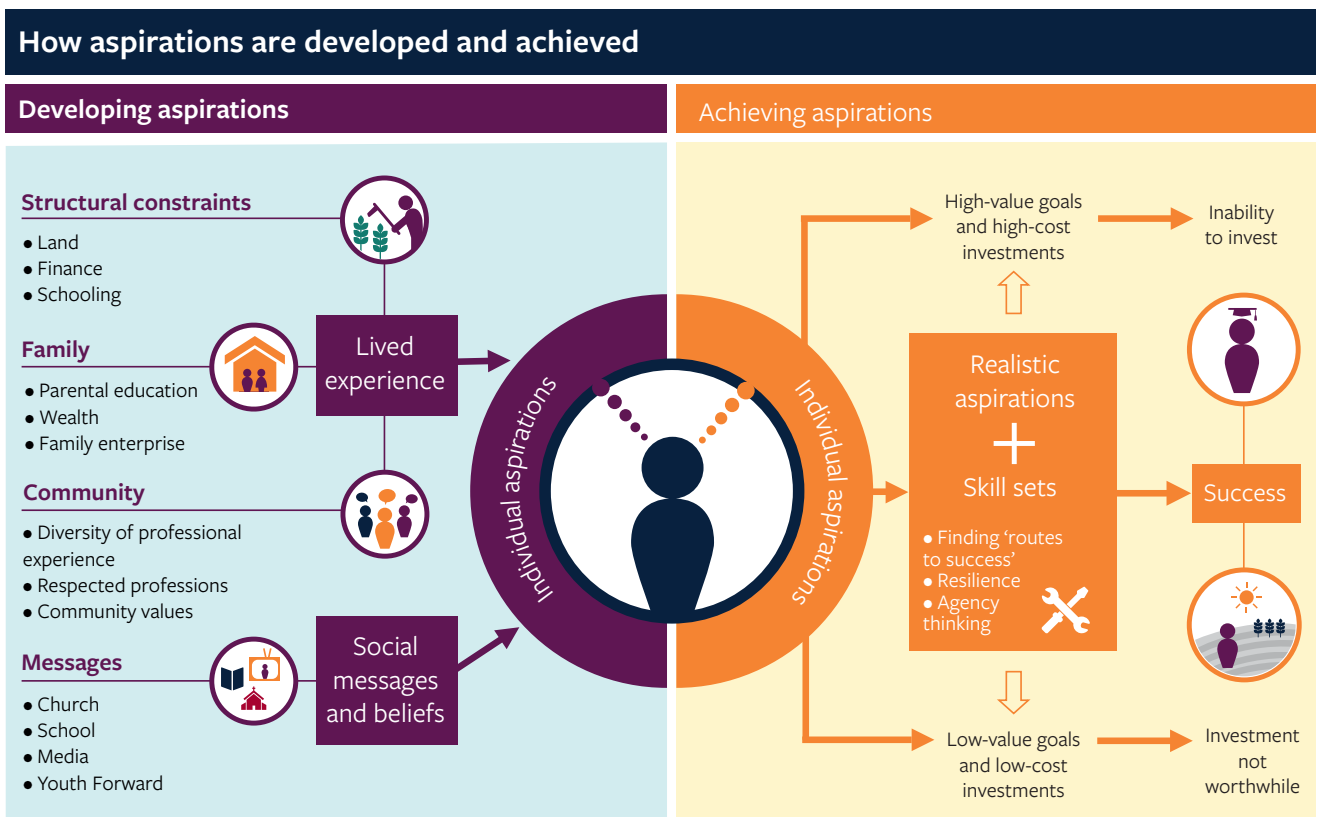 How aspirations are developed and achieved
Developing aspirations
Structural constraints
● Land
● Finance
● Schooling
Family
● Parental education
● Wealth
● Family enterprise
Community
● Diversity of professional
experience
● Respected professions
● Community values
Messages
● Church
● School
● Media
● Youth Forward
Lived
experience
Social
messages
and beliefs
Individual aspirations
Achieving aspirations
Individual aspirations
High-value goals
and high-cost
investments
Inability
to invest
Realistic
aspirations
+
Skill sets
● Finding ‘routes
to success’
● Resilience
● Agency
thinking
Success
Low-value goals
and low-cost
investments
Investment
not
worthwhile